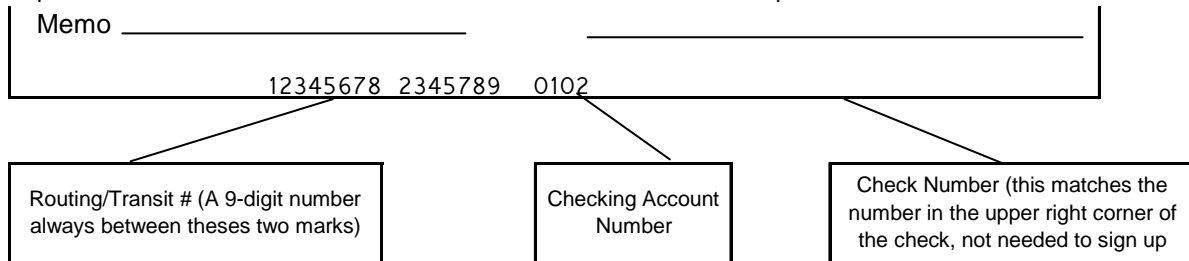 Memo
12345678 2345789 0102
Routing/Transit # (A 9-digit number
always between theses two marks)
Checking Account
Number
Check Number (this matches the
number in the upper right corner of
the check, not needed to sign up